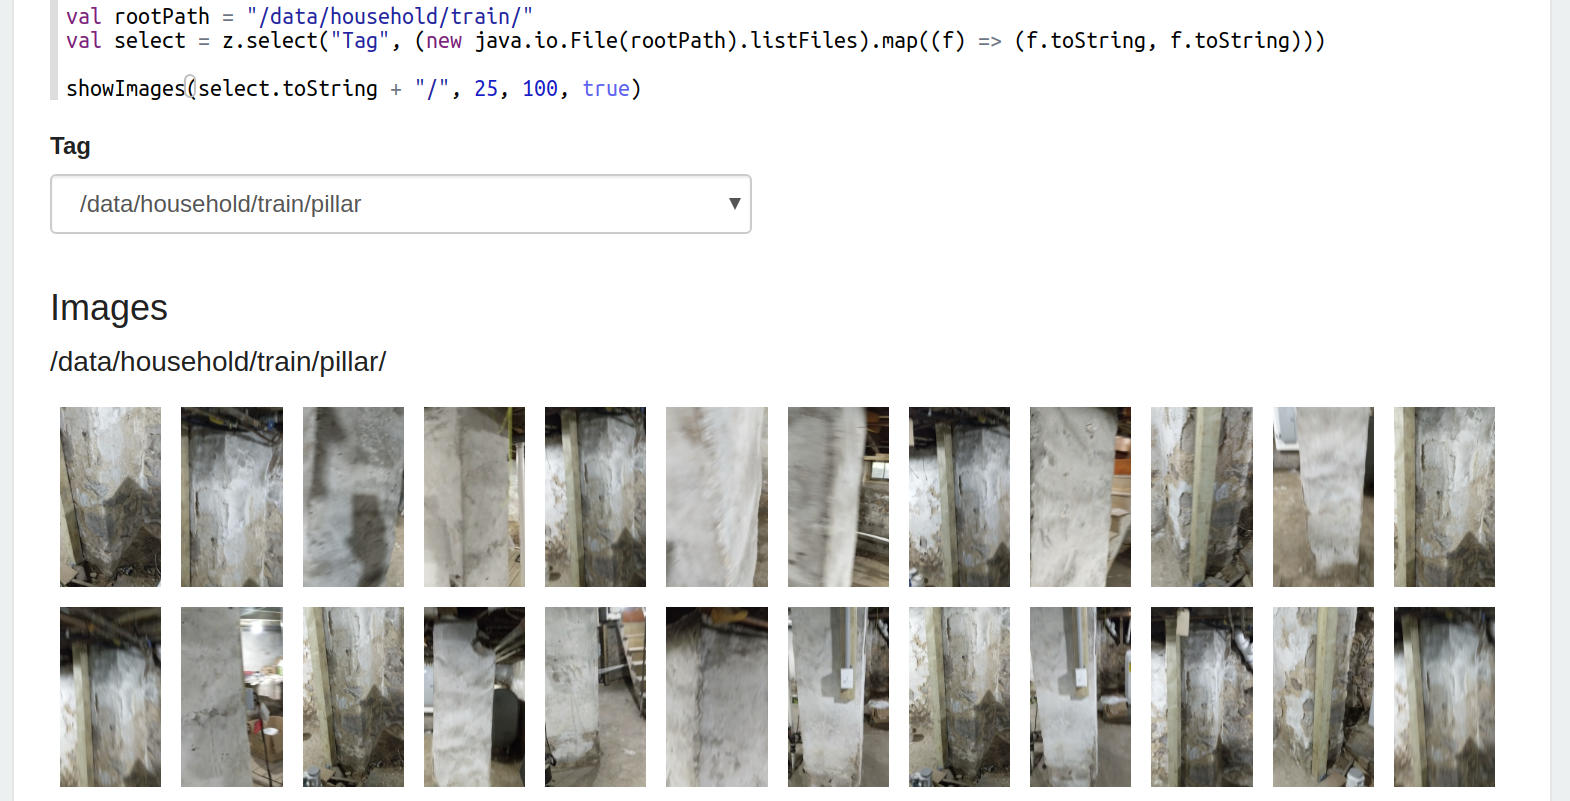 val rootPath = "/data/household/train/"
val select = z.select("Tag", (new java.io.File(rootPath).listFiles).map((f) => (f.toString, f.toString)))
showImages(select.toString + "/", 25, 100, true)
Tag
/data/household/train/pillar
Images
/data/household/train/pillar/